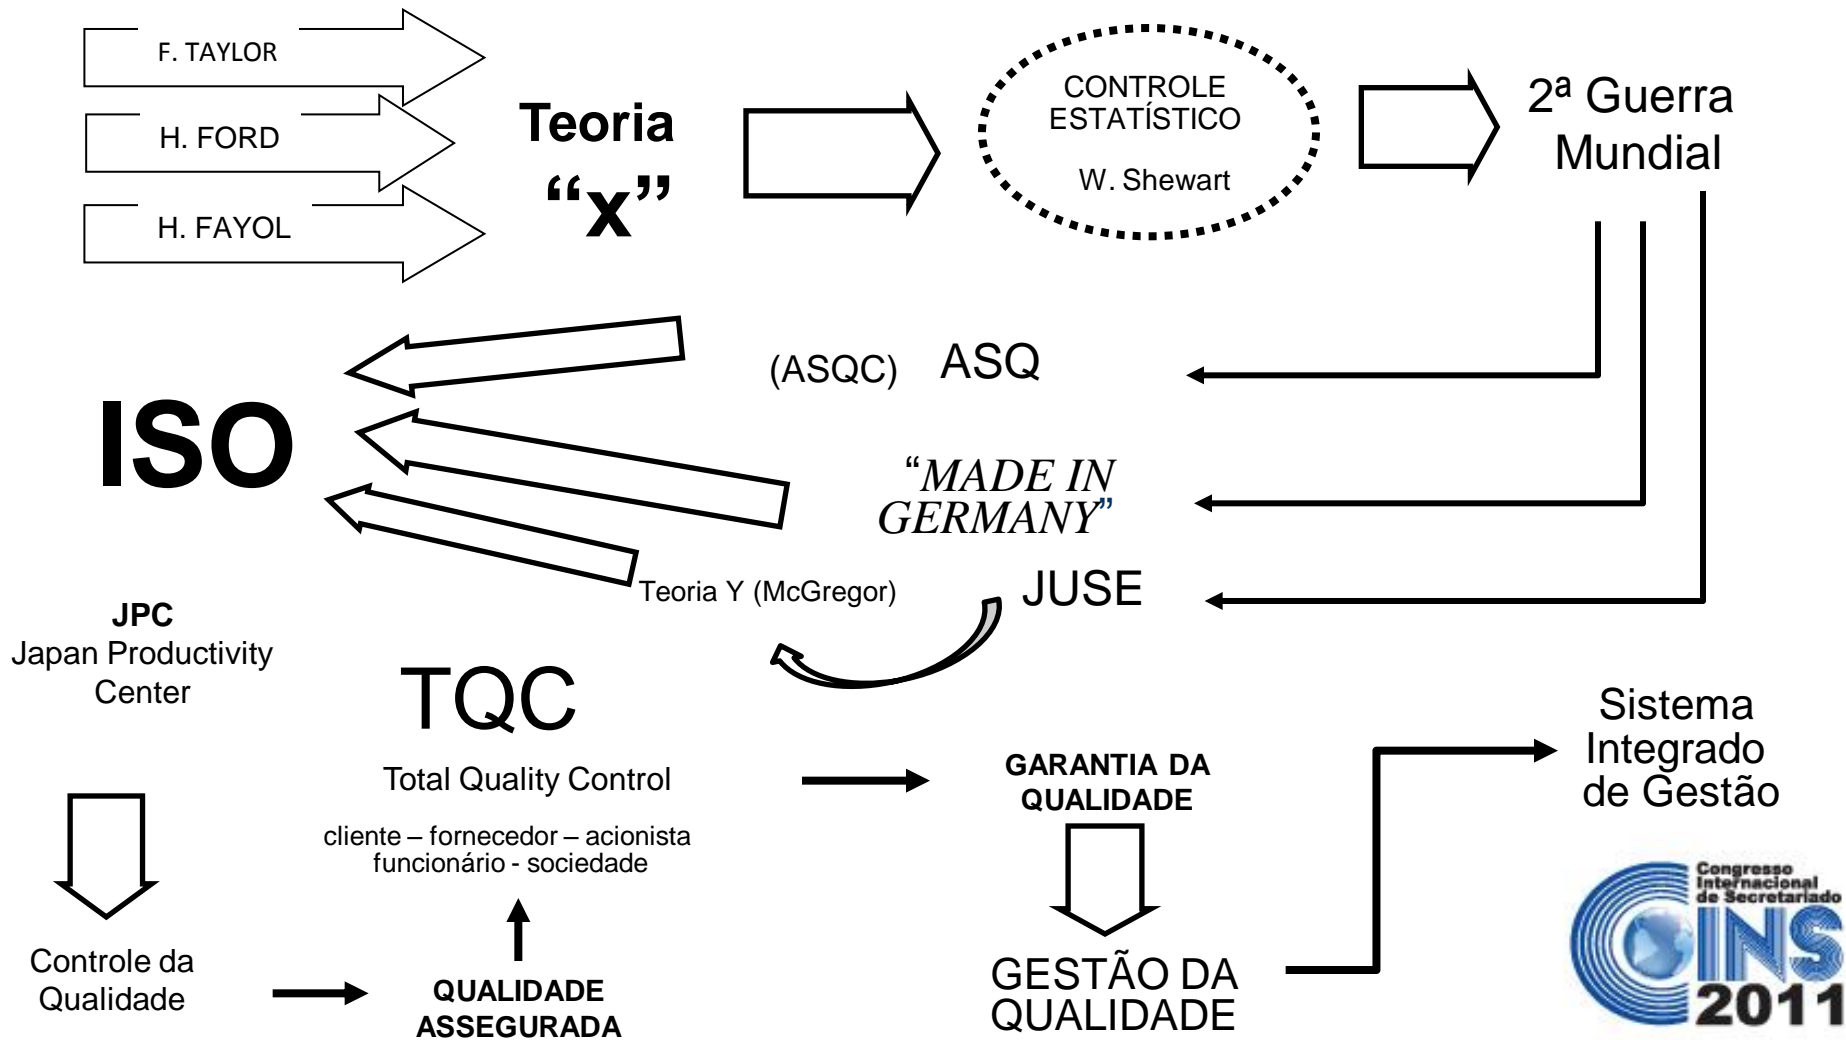 F. TAYLOR
H. FORD
H. FAYOL
Teoria
“x”
CONTROLE
ESTATÍSTICO
W. Shewart
2ª Guerra
Mundial
(ASQC) ASQ
ISO
“MADE IN
GERMANY”
Teoria Y (McGregor)
JUSE
JPC
Japan Productivity
Center
TQC
Total Quality Control
cliente – fornecedor – acionista
funcionário - sociedade
GARANTIA DA
QUALIDADE
Sistema
Integrado
de Gestão
Controle da
Qualidade
QUALIDADE
ASSEGURADA
GESTÃO DA
QUALIDADE
Congresso
Internacional
de Secretariado
COINS
2011